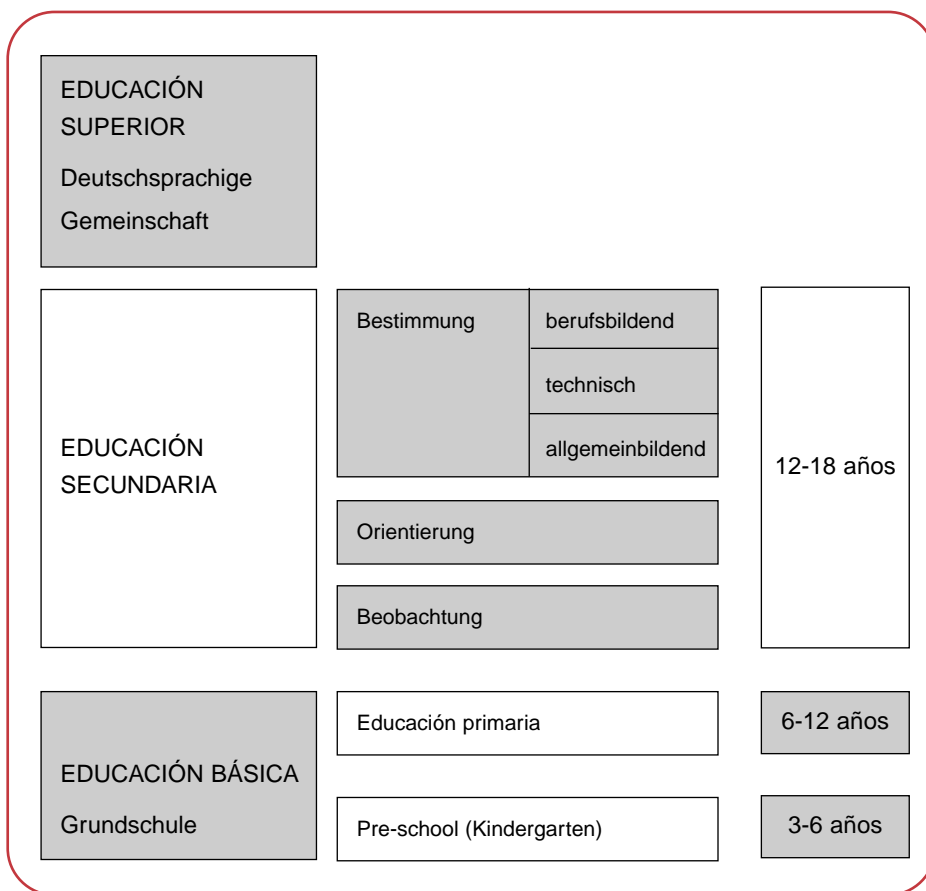 EDUCACIÓN
SUPERIOR
Deutschsprachige
Gemeinschaft
EDUCACIÓN
SECUNDARIA
Bestimmung
berufsbildend
technisch
allgemeinbildend
Orientierung
Beobachtung
12-18 años
EDUCACIÓN BÁSICA
Grundschule
Educación primaria
6-12 años
Pre-school (Kindergarten)
3-6 años